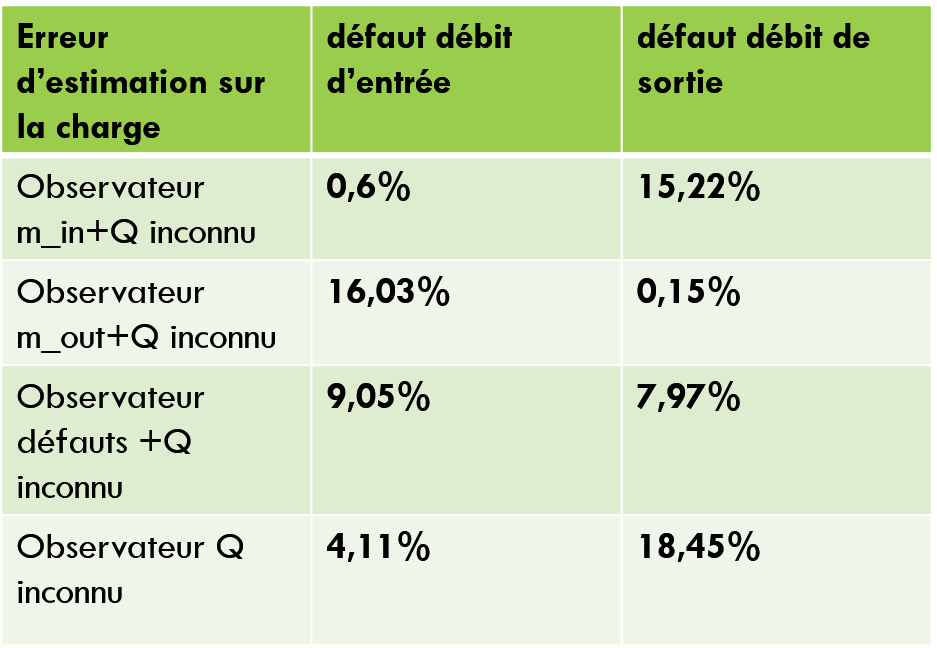 Erreur
d’estimation sur
la charge
défaut débit
d’entrée
défaut débit de
sortie
Observateur
m_in+Q inconnu
0,6%
15,22%
Observateur
m_out+Q inconnu
16,03%
0,15%
Observateur
défauts +Q
inconnu
9,05%
7,97%
Observateur Q
inconnu
4,11%
18,45%